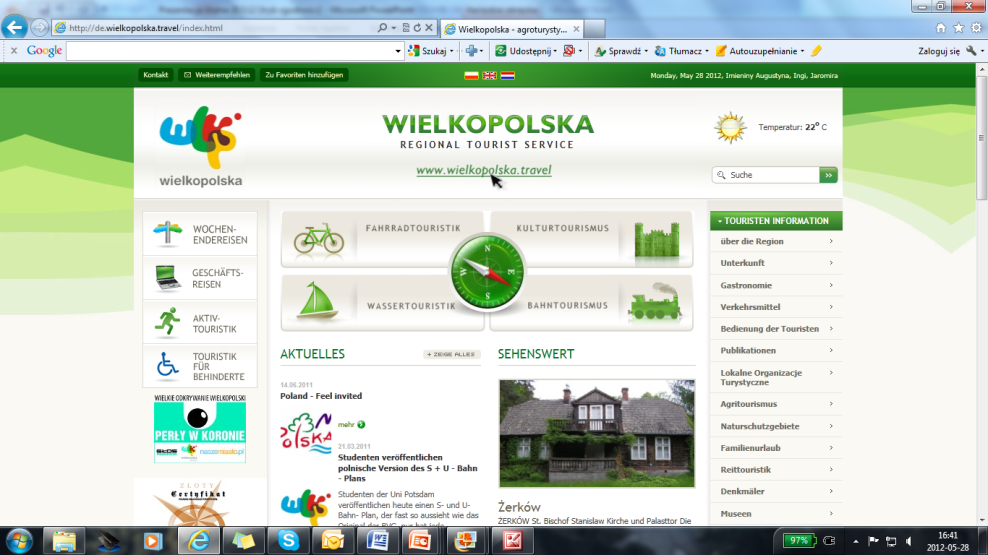 http://de.wielkopolska.travel/index.html
Wielkopolska - agroturysty...
Google
Szukaj
Udostępnij
Sprawdź
Tłumacz
Autouzupełnianie
Zaloguj się
Kontakt
Weiterempfehlen
Zu Favoriten hinzufügen
Monday, May 28 2012, Imieniny Augustyna, Ingi, Jaromira
wielkopolska
WIELKOPOLSKA
REGIONAL TOURIST SERVICE
www.wielkopolska.travel
Temperatur: 22° C
Suche
WOCHEN-
ENDEREISEN
GESCHÄFTS-
REISEN
AKTIV-
TOURISTIK
TOURISTIK
FÜR
BEHINDERTE
WIELKIE ODKRYWANIE WIELKOPOLSKI
PERŁY W KORONIE
GŁOS
naszemiasto.pl
ZŁOTY
Certyfikat
FAHRRADTOURISTIK
KULTURTOURISMUS
WASSERTOURISTIK
BAHNTOURISMUS
N
W E
S
AKTUELLES
+ ZEIGE ALLES
14.06.2011
Poland - Feel invited
POLSKA
mehr
21.03.2011
Studenten veröffentlichen
polnische Version des S + U - Bahn
- Plans
Studenten der Uni Potsdam
veröffentlichen heute einen S- und U-
Bahn- Plan, der fast so aussieht wie das
Original der BVG, nur hat jede
SEHENSWERT
Żerków
ŻERKÓW St. Bischof Stanislaw Kirche und Palasttor Die
TOURISTEN INFORMATION
über die Region
Unterkunft
Gastronomie
Verkehrsmittel
Bedienung der Touristen
Publikationen
Lokalne Organizacje
Turystyczne
Agritourismus
Naturschutzgebiete
Familienurlaub
Reittouristik
Denkmäler
Museen
97%
16:41
2012-05-28